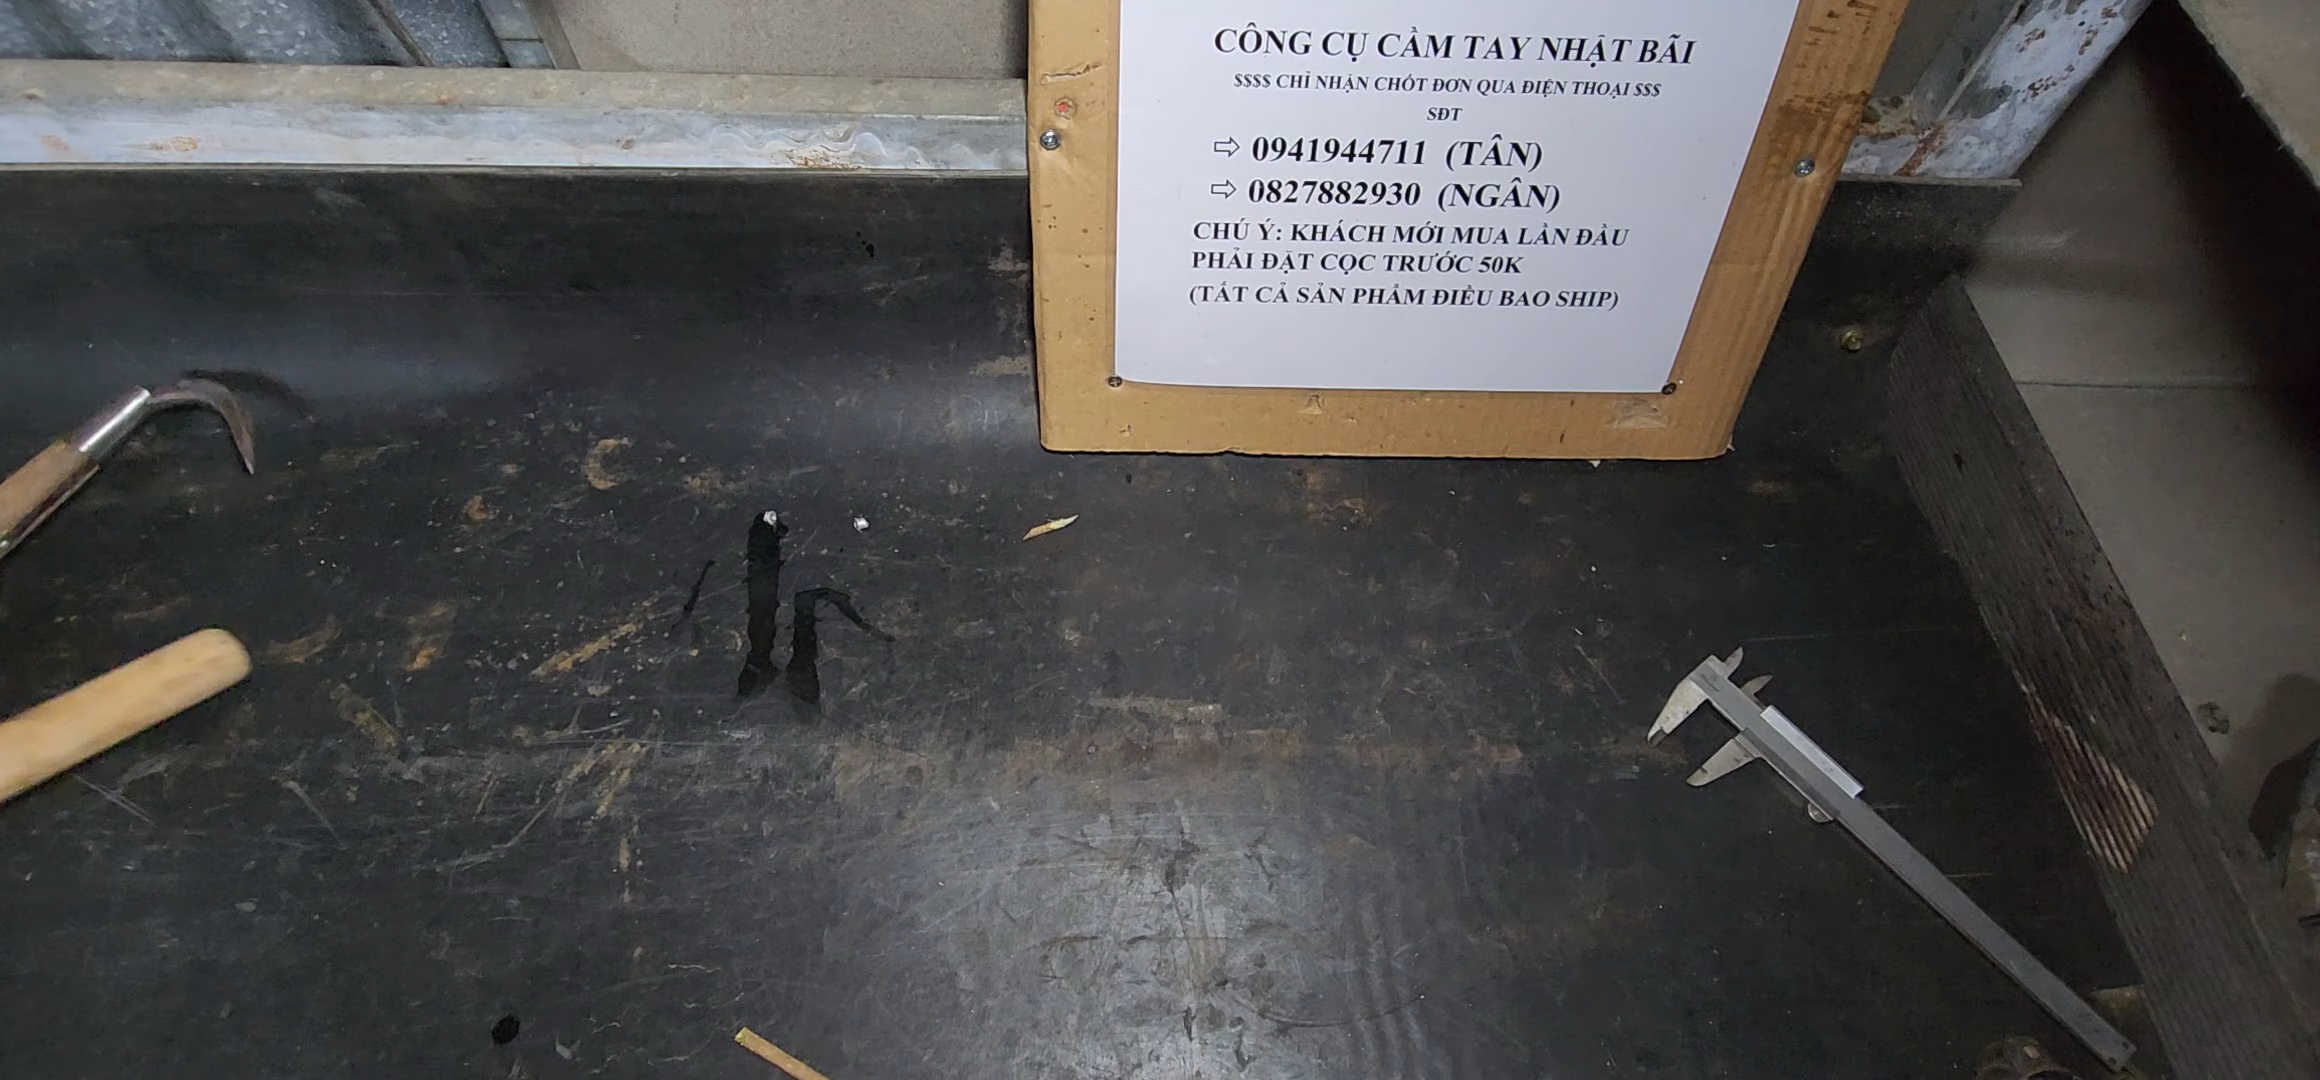 CÔNG CỤ CẦM TAY NHẬT BÃI
$$$$ CHỈ NHẬN CHỐT ĐƠN QUA ĐIỆN THOẠI $$$
SĐT
⇨ 0941944711 (TÂN)
⇨ 0827882930 (NGÂN)
CHÚ Ý: KHÁCH MỚI MUA LẦN ĐẦU
PHẢI ĐẶT CỌC TRƯỚC 50K
(TẤT CẢ SẢN PHẨM ĐIỀU BAO SHIP)